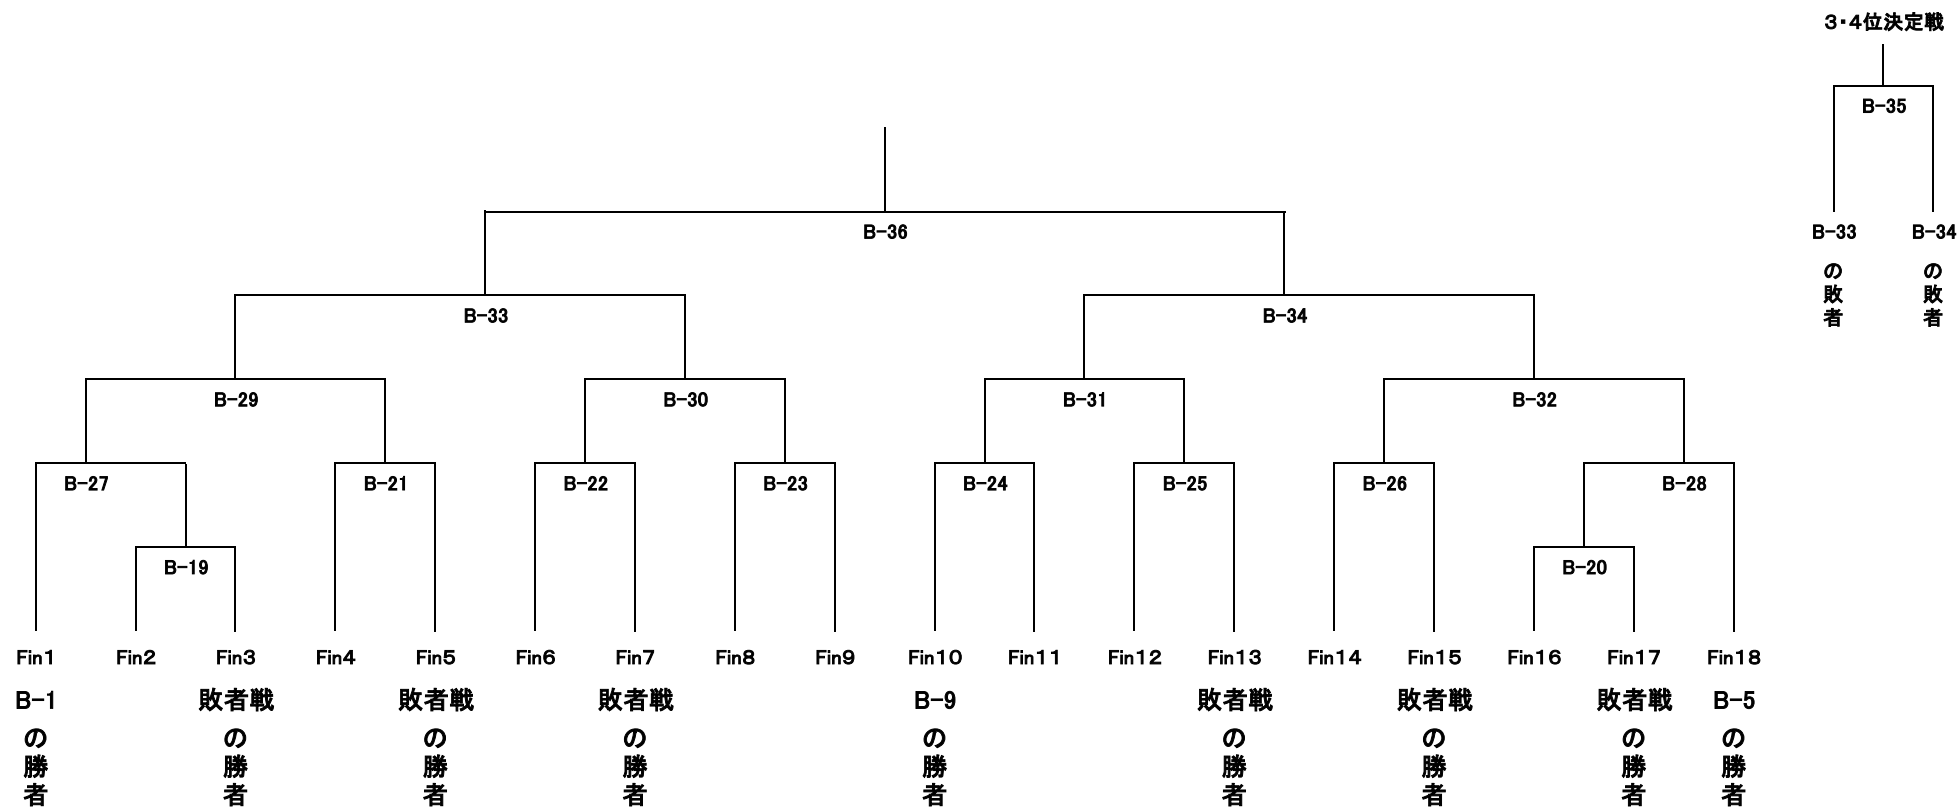 3・4位決定戦
B-35
B-36
B-33
の敗者
B-34
の敗者
B-33
B-34
B-29
B-30
B-31
B-32
B-27
B-21
B-22
B-23
B-24
B-25
B-26
B-28
B-19
B-20
Fin1
Fin2
Fin3
Fin4
Fin5
Fin6
Fin7
Fin8
Fin9
Fin10
Fin11
Fin12
Fin13
Fin14
Fin15
Fin16
Fin17
Fin18
B-1
の勝者
敗者戦
の勝者
敗者戦
の勝者
敗者戦
の勝者
B-9
の勝者
敗者戦
の勝者
敗者戦
の勝者
敗者戦
の勝者
B-5
の勝者